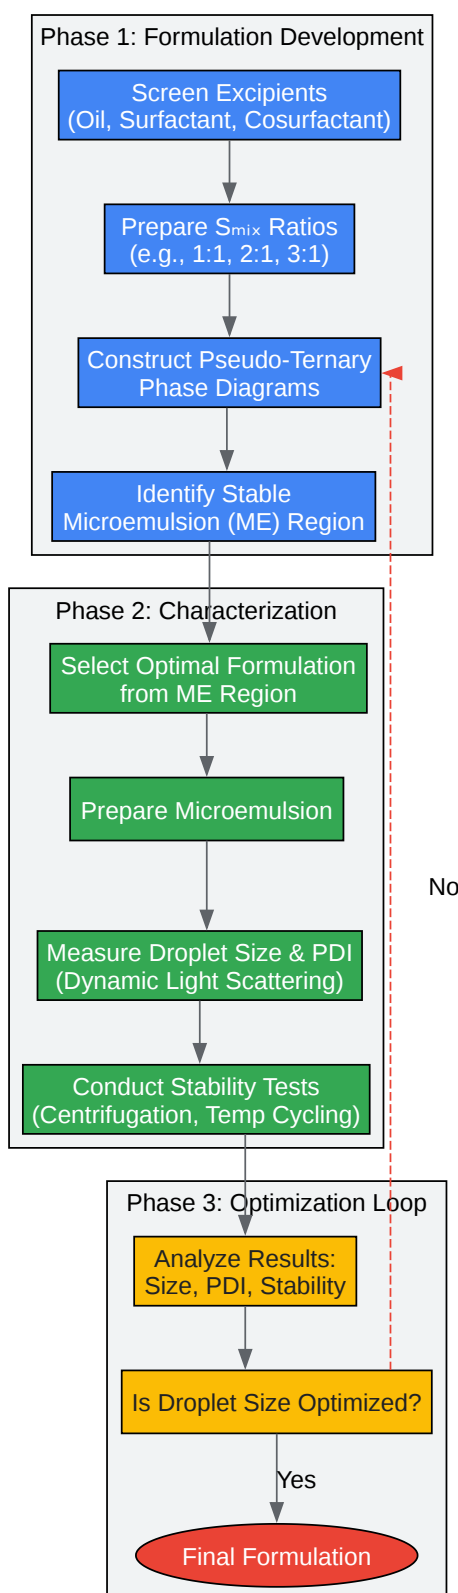 Phase 1: Formulation Development
Screen Excipients
(Oil, Surfactant, Cosurfactant)
Prepare Sₘᵢₓ Ratios
(e.g., 1:1, 2:1, 3:1)
Construct Pseudo-Ternary
Phase Diagrams
Identify Stable
Microemulsion (ME) Region
Phase 2: Characterization
Select Optimal Formulation
from ME Region
Prepare Microemulsion
No
Measure Droplet Size & PDI
(Dynamic Light Scattering)
Conduct Stability Tests
(Centrifugation, Temp Cycling)
Phase 3: Optimization Loop
Analyze Results:
Size, PDI, Stability
Is Droplet Size Optimized?
Yes
Final Formulation